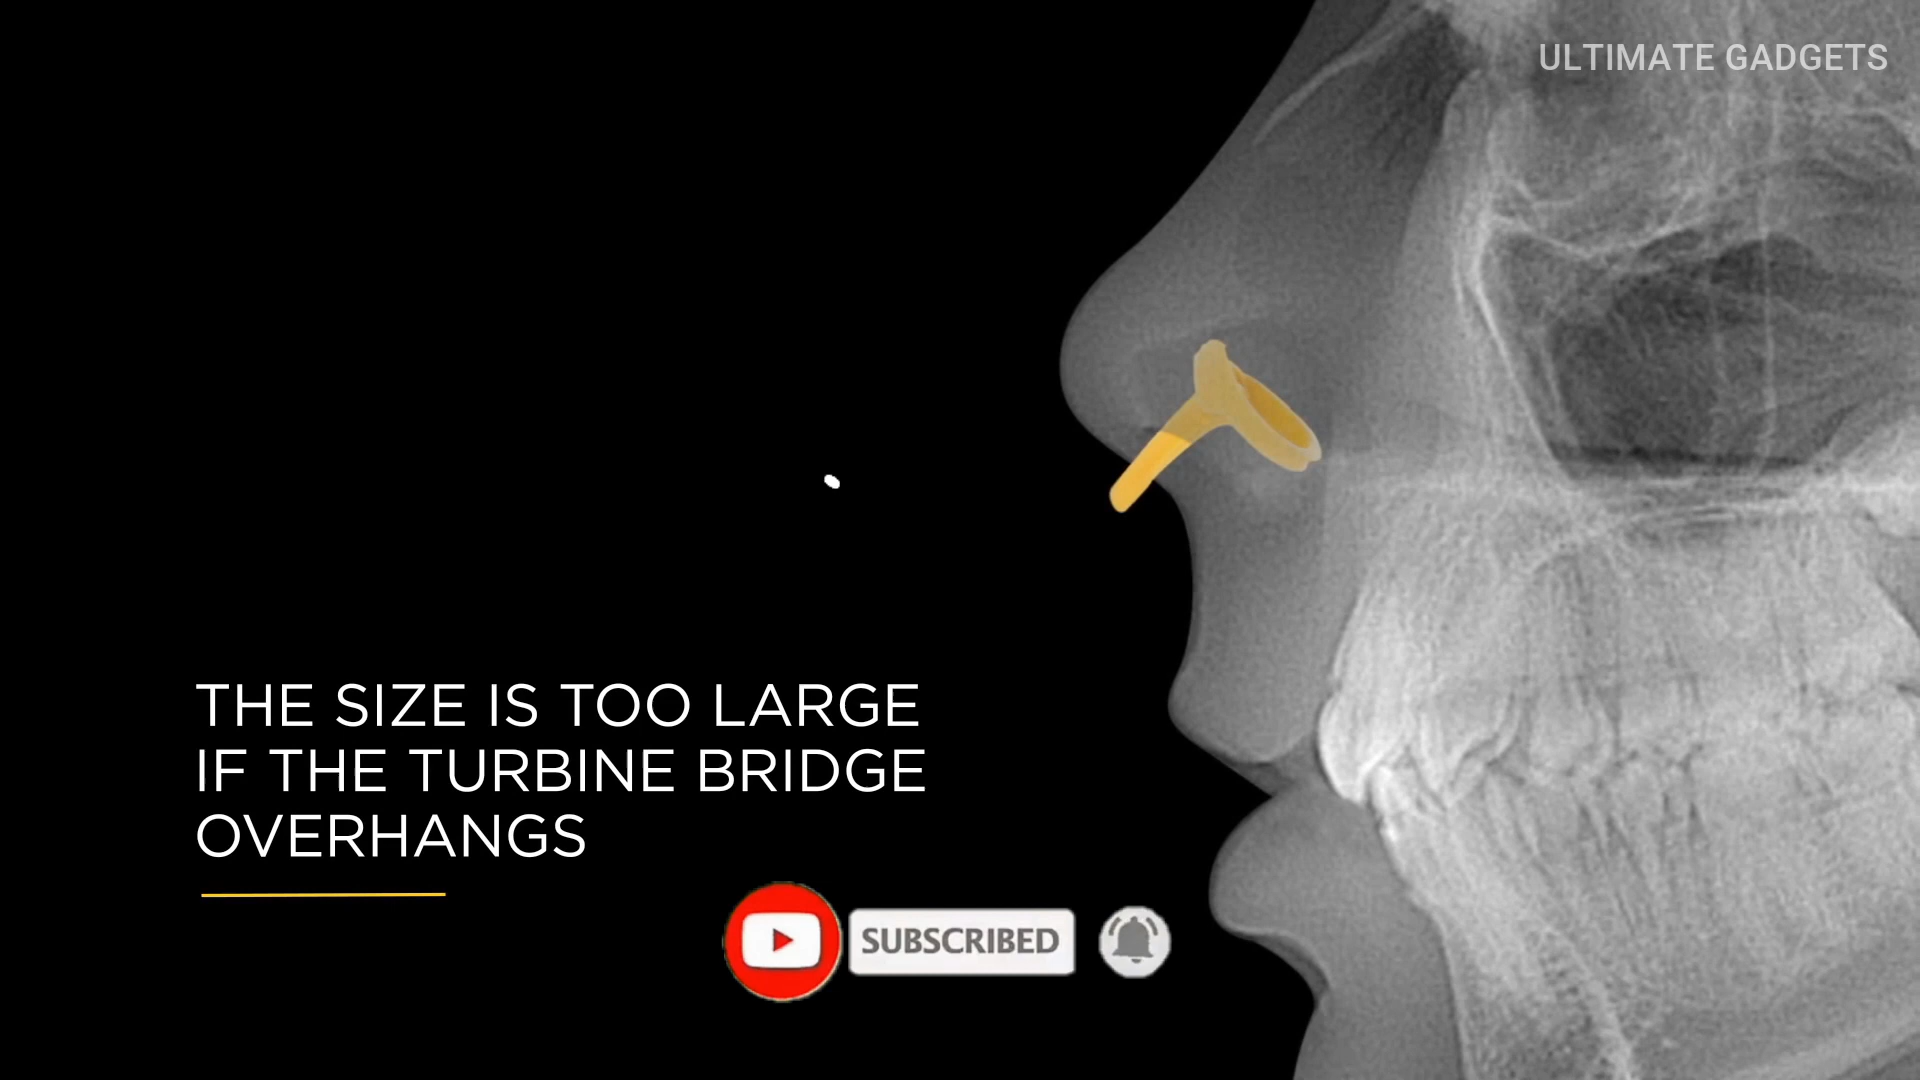 ULTIMATE GADGETS
THE SIZE IS TOO LARGE
IF THE TURBINE BRIDGE
OVERHANGS
SUBSCRIBED